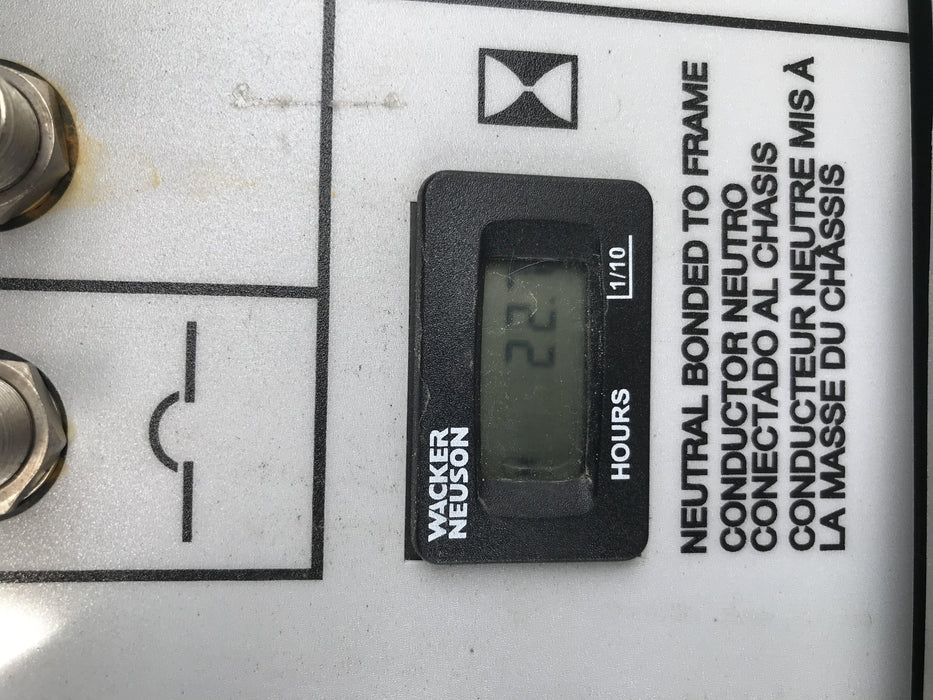 WACKER
NEUSON
22.
HOURS
1/10
NEUTRAL BONDED TO FRAME
CONDUCTOR NEUTRO
CONECTADO AL CHASIS
CONDUCTEUR NEUTRE MIS À
LA MASSE DU CHÂSSIS